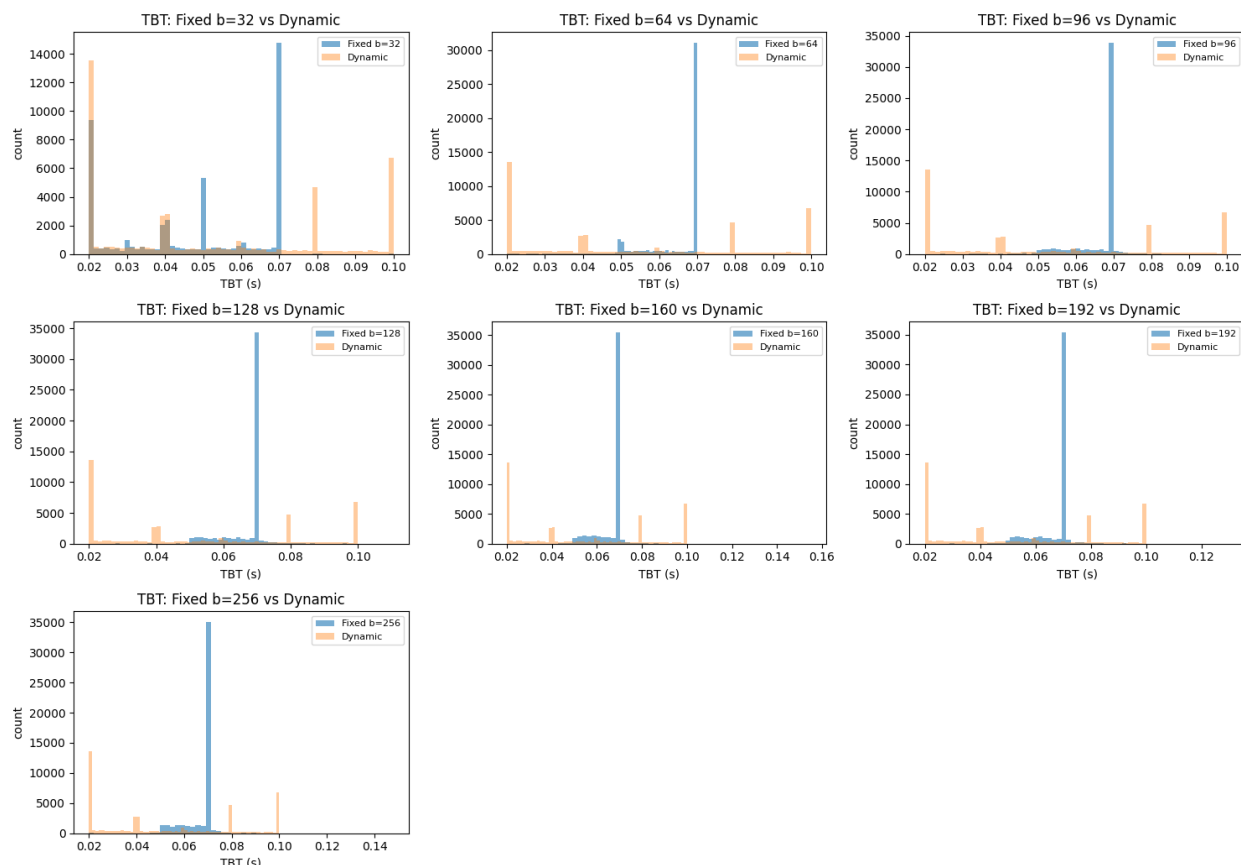 TBT: Fixed b=32 vs Dynamic
14000
12000
10000
8000
6000
4000
2000
0
count
Fixed b=32
Dynamic
0.02 0.03 0.04 0.05 0.06 0.07 0.08 0.09 0.10
TBT (s)
TBT: Fixed b=64 vs Dynamic
30000
25000
20000
15000
10000
5000
0
count
Fixed b=64
Dynamic
0.02 0.03 0.04 0.05 0.06 0.07 0.08 0.09 0.10
TBT (s)
TBT: Fixed b=96 vs Dynamic
35000
30000
25000
20000
15000
10000
5000
0
count
Fixed b=96
Dynamic
0.02 0.03 0.04 0.05 0.06 0.07 0.08 0.09 0.10
TBT (s)
TBT: Fixed b=128 vs Dynamic
35000
30000
25000
20000
15000
10000
5000
0
count
Fixed b=128
Dynamic
0.02 0.04 0.06 0.08 0.10
TBT (s)
TBT: Fixed b=160 vs Dynamic
35000
30000
25000
20000
15000
10000
5000
0
count
Fixed b=160
Dynamic
0.02 0.04 0.06 0.08 0.10 0.12 0.14 0.16
TBT (s)
TBT: Fixed b=192 vs Dynamic
35000
30000
25000
20000
15000
10000
5000
0
count
Fixed b=192
Dynamic
0.02 0.04 0.06 0.08 0.10 0.12
TBT (s)
TBT: Fixed b=256 vs Dynamic
35000
30000
25000
20000
15000
10000
5000
0
count
Fixed b=256
Dynamic
0.02 0.04 0.06 0.08 0.10 0.12 0.14
TBT (s)